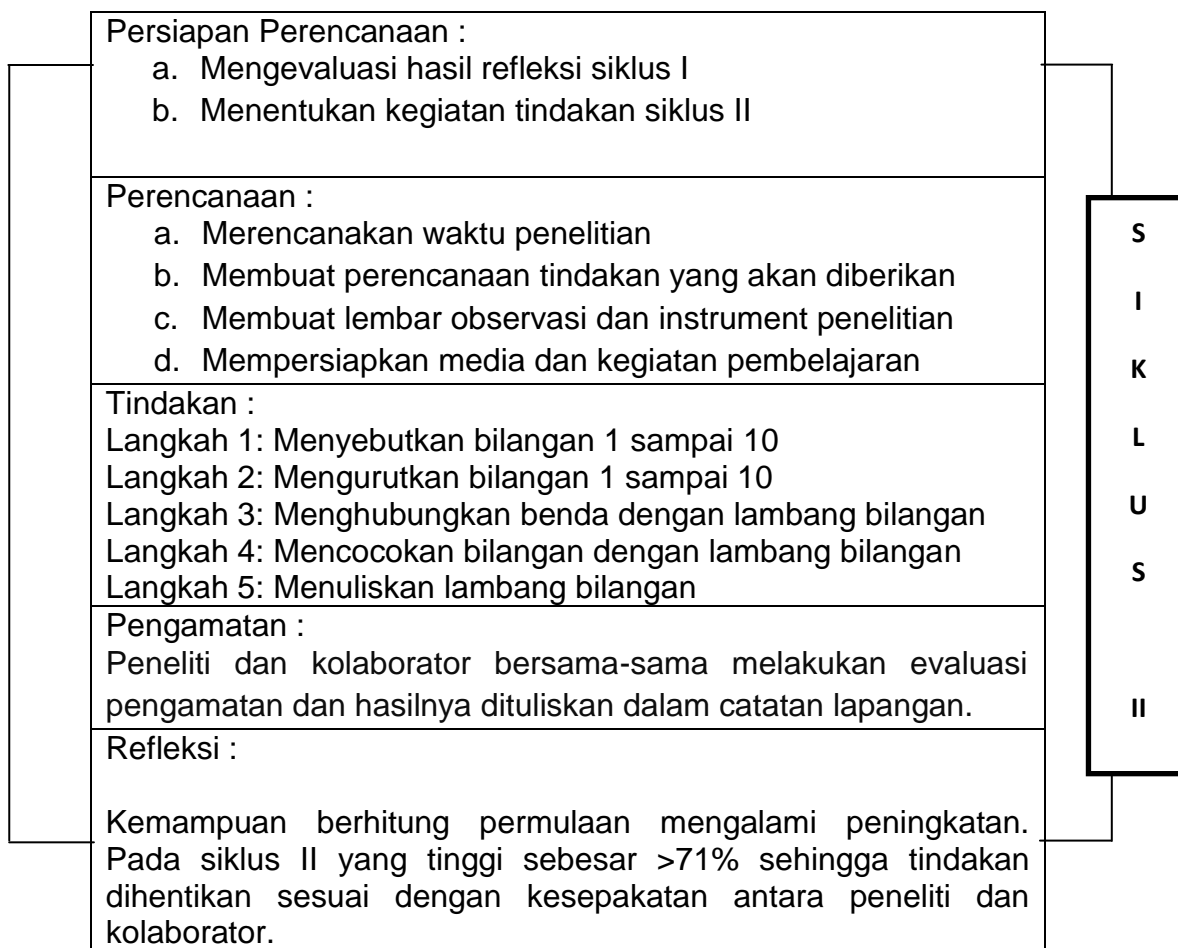 Persiapan Perencanaan :
a. Mengevaluasi hasil refleksi siklus I
b. Menentukan kegiatan tindakan siklus II
Perencanaan :
a. Merencanakan waktu penelitian
b. Membuat perencanaan tindakan yang akan diberikan
c. Membuat lembar observasi dan instrument penelitian
d. Mempersiapkan media dan kegiatan pembelajaran
Tindakan :
Langkah 1: Menyebutkan bilangan 1 sampai 10
Langkah 2: Mengurutkan bilangan 1 sampai 10
Langkah 3: Menghubungkan benda dengan lambang bilangan
Langkah 4: Mencocokan bilangan dengan lambang bilangan
Langkah 5: Menuliskan lambang bilangan
Pengamatan :
Peneliti dan kolaborator bersama-sama melakukan evaluasi
pengamatan dan hasilnya dituliskan dalam catatan lapangan.
Refleksi :
Kemampuan berhitung permulaan mengalami peningkatan.
Pada siklus II yang tinggi sebesar >71% sehingga tindakan
dihentikan sesuai dengan kesepakatan antara peneliti dan
kolaborator.
S
I
K
L
U
S
II